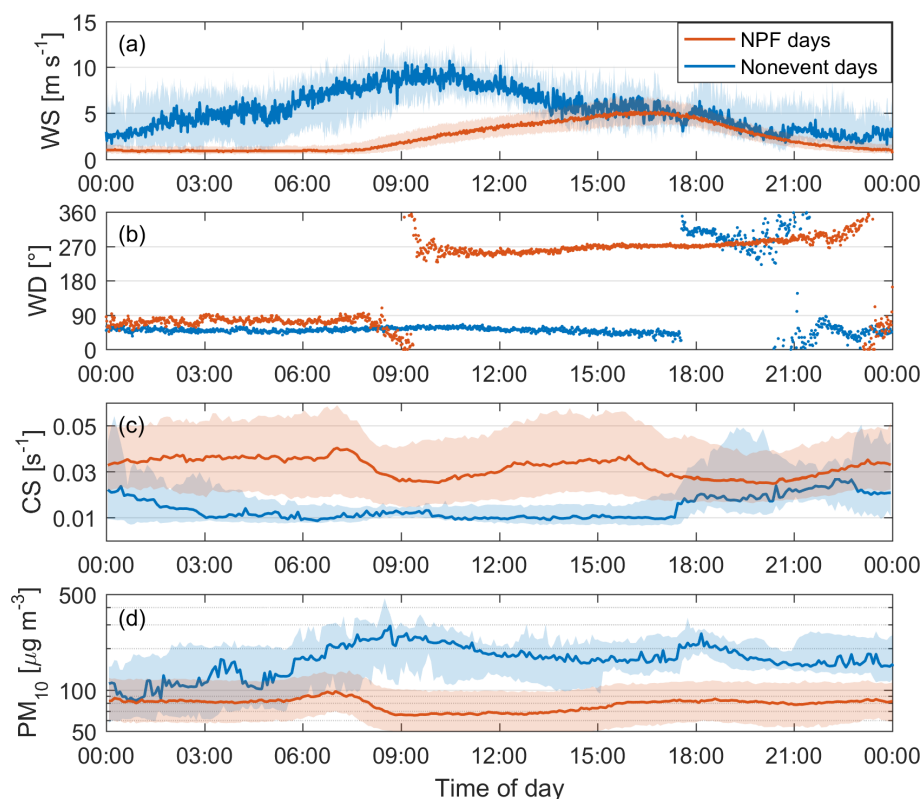 (a)
NPF days
Nonevent days
WS [m s⁻¹]
15
10
5
0
00:00 03:00 06:00 09:00 12:00 15:00 18:00 21:00 00:00
(b)
WD [°]
360
270
180
90
0
00:00 03:00 06:00 09:00 12:00 15:00 18:00 21:00 00:00
(c)
CS [s⁻¹]
0.05
0.03
0.01
00:00 03:00 06:00 09:00 12:00 15:00 18:00 21:00 00:00
(d)
PM₁₀ [μg m⁻³]
500
100
50
00:00 03:00 06:00 09:00 12:00 15:00 18:00 21:00 00:00
Time of day